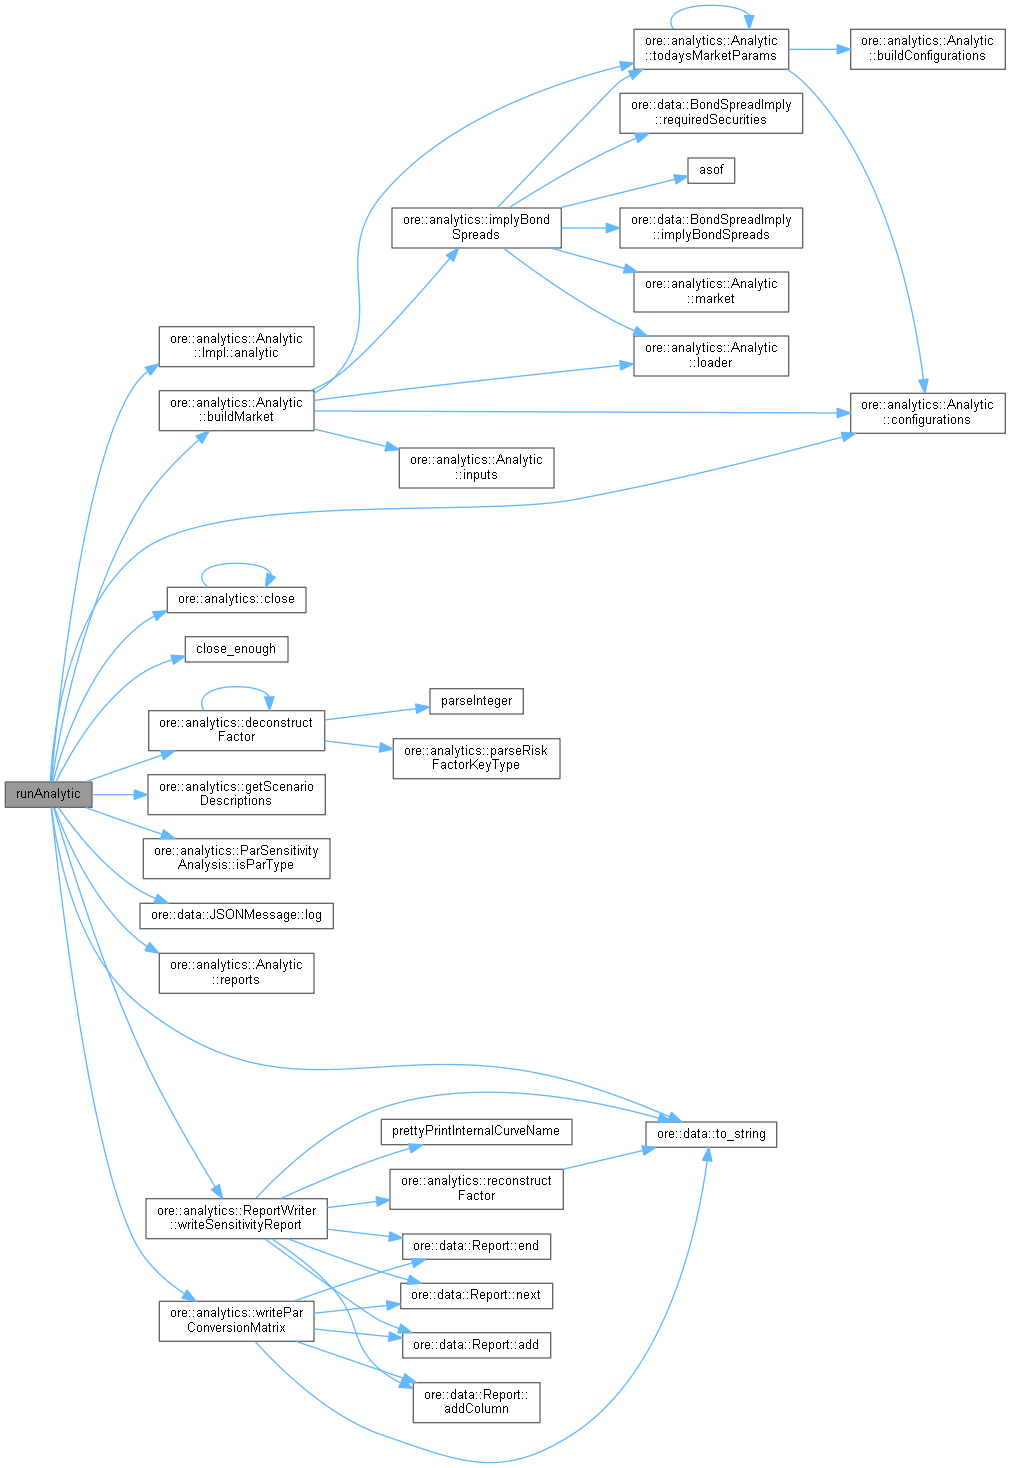 ore::analytics::Analytic
::todaysMarketParams
ore::analytics::Analytic
::buildConfigurations
ore::data::BondSpreadImply
::requiredSecurities
asof
ore::analytics::implyBond
Spreads
ore::data::BondSpreadImply
::implyBondSpreads
ore::analytics::Analytic
::market
ore::analytics::Analytic
::Impl::analytic
ore::analytics::Analytic
::loader
ore::analytics::Analytic
::buildMarket
ore::analytics::Analytic
::configurations
ore::analytics::Analytic
::inputs
ore::analytics::close
close_enough
parseInteger
ore::analytics::deconstruct
Factor
ore::analytics::parseRisk
FactorKeyType
runAnalytic
ore::analytics::getScenario
Descriptions
ore::analytics::ParSensitivity
Analysis::isParType
ore::data::JSONMessage::log
ore::analytics::Analytic
::reports
prettyPrintInternalCurveName
ore::data::to_string
ore::analytics::reconstruct
Factor
ore::analytics::ReportWriter
::writeSensitivityReport
ore::data::Report::end
ore::data::Report::next
ore::analytics::writePar
ConversionMatrix
ore::data::Report::add
ore::data::Report::
addColumn